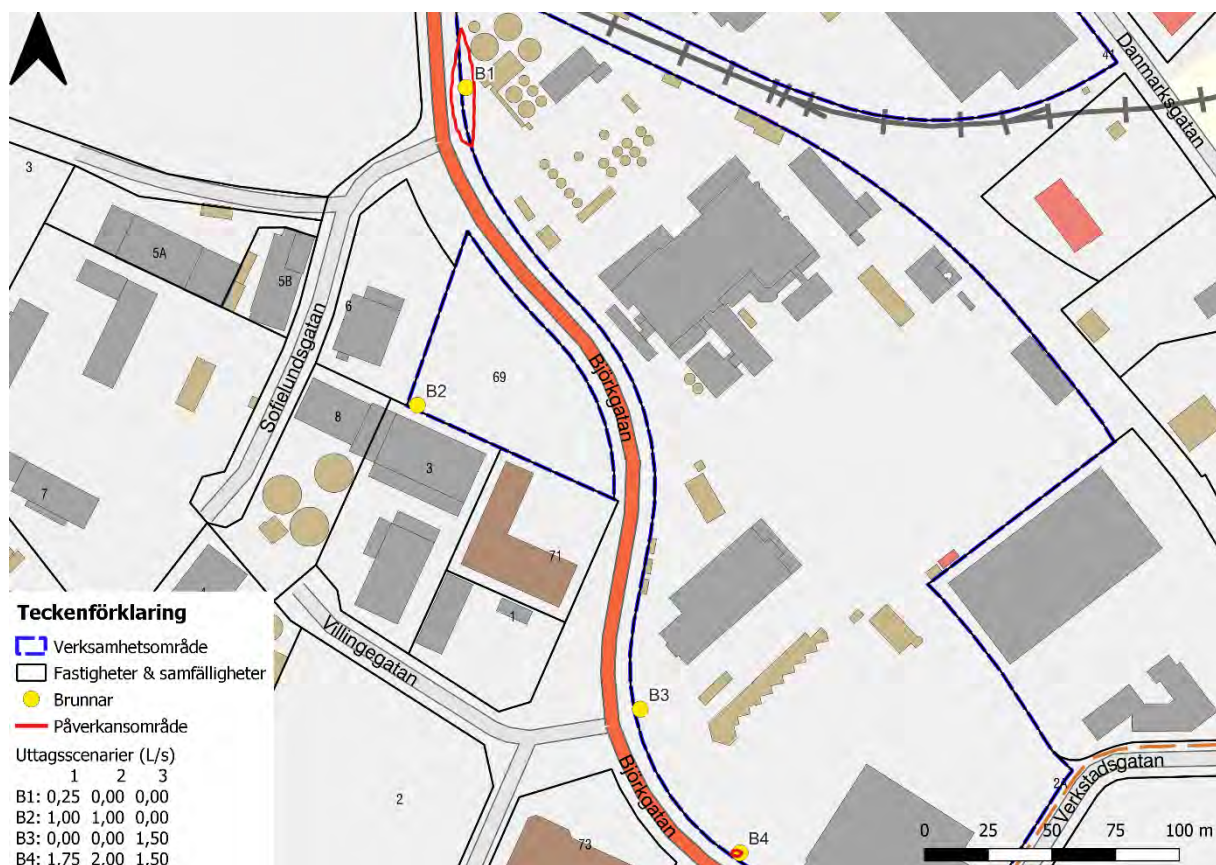 B1
41
Danmarksgatan
3
5A
5B
6
Sofielundsgatan
69
Björkgatan
B2
8
3
7
71
1
Villingegatan
B3
Björkgatan
2
73
B4
Verkstadsgatan
Teckenförklaring
Verksamhetsområde
Fastigheter & samfälligheter
Brunnar
Påverkansområde
Uttagsscenarier (L/s)
1 2 3
B1: 0,25 0,00 0,00
B2: 1,00 1,00 0,00
B3: 0,00 0,00 1,50
B4: 1,75 2,00 1,50
0 25 50 75 100 m